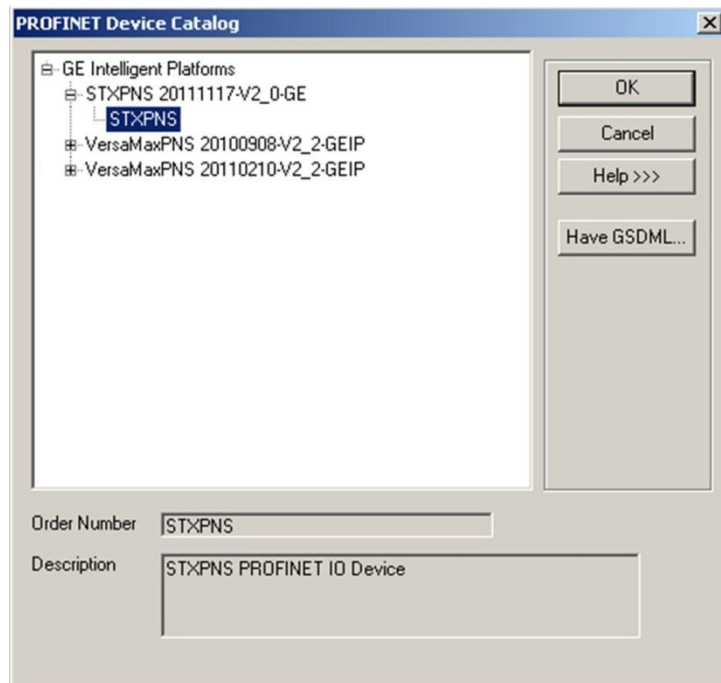 PROFINET Device Catalog
GE Intelligent Platforms
STXPNS 20111117-V2_0-GE
STXPNS
VersaMaxPNS 20100908-V2_2-GEIP
VersaMaxPNS 20110210-V2_2-GEIP
OK
Cancel
Help >>>
Have GSDML...
Order Number STXPNS
Description STXPNS PROFINET IO Device